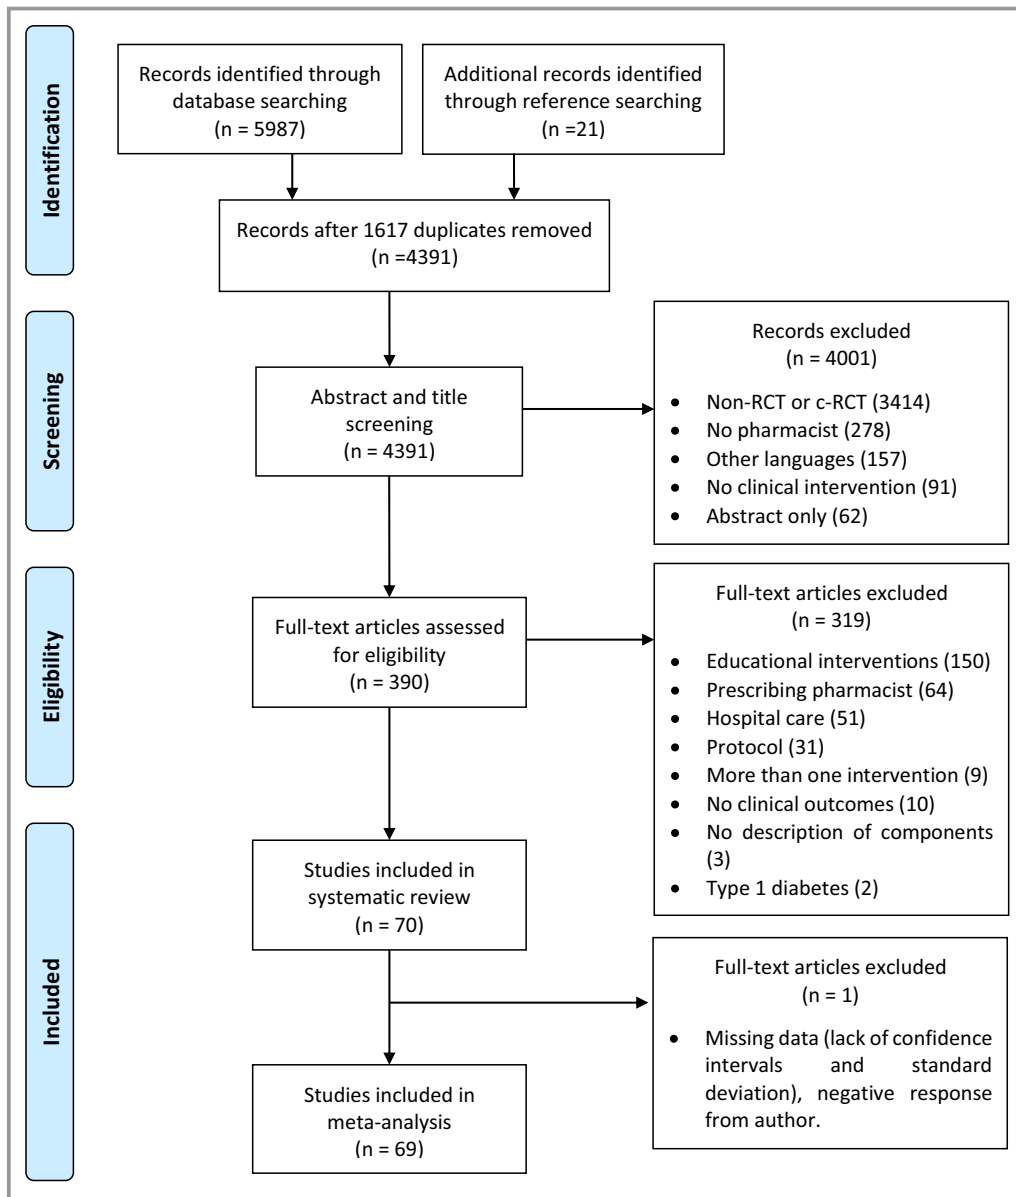 Identification
Records identified through
database searching
(n = 5987)
Additional records identified
through reference searching
(n =21)
Records after 1617 duplicates removed
(n =4391)
Screening
Abstract and title
screening
n = 4391)
Records excluded
(n = 4001)
• Non-RCT or c-RCT (3414)
• No pharmacist (278)
• Other languages (157)
• No clinical intervention (91)
• Abstract only (62)
Eligibility
Full-text articles assessed
for eligibility
(n = 390)
Full-text articles excluded
(n = 319)
• Educational interventions (150)
• Prescribing pharmacist (64)
• Hospital care (51)
• Protocol (31)
• More than one intervention (9)
• No clinical outcomes (10)
• No description of components
(3)
• Type 1 diabetes (2)
Included
Studies included in
systematic review
(n = 70)
Full-text articles excluded
(n = 1)
• Missing data (lack of confidence
intervals and standard
deviation), negative response
from author.
Studies included in
meta-analysis
n = 69)